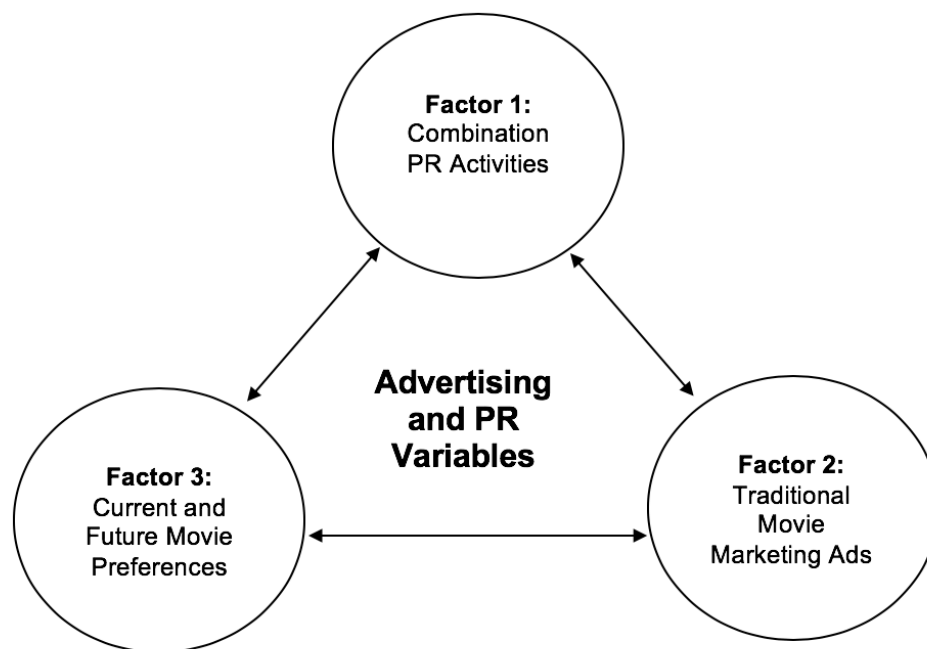 Factor 1:
Combination
PR Activities
Advertising
and PR
Variables
Factor 3:
Current and
Future Movie
Preferences
Factor 2:
Traditional
Movie
Marketing Ads